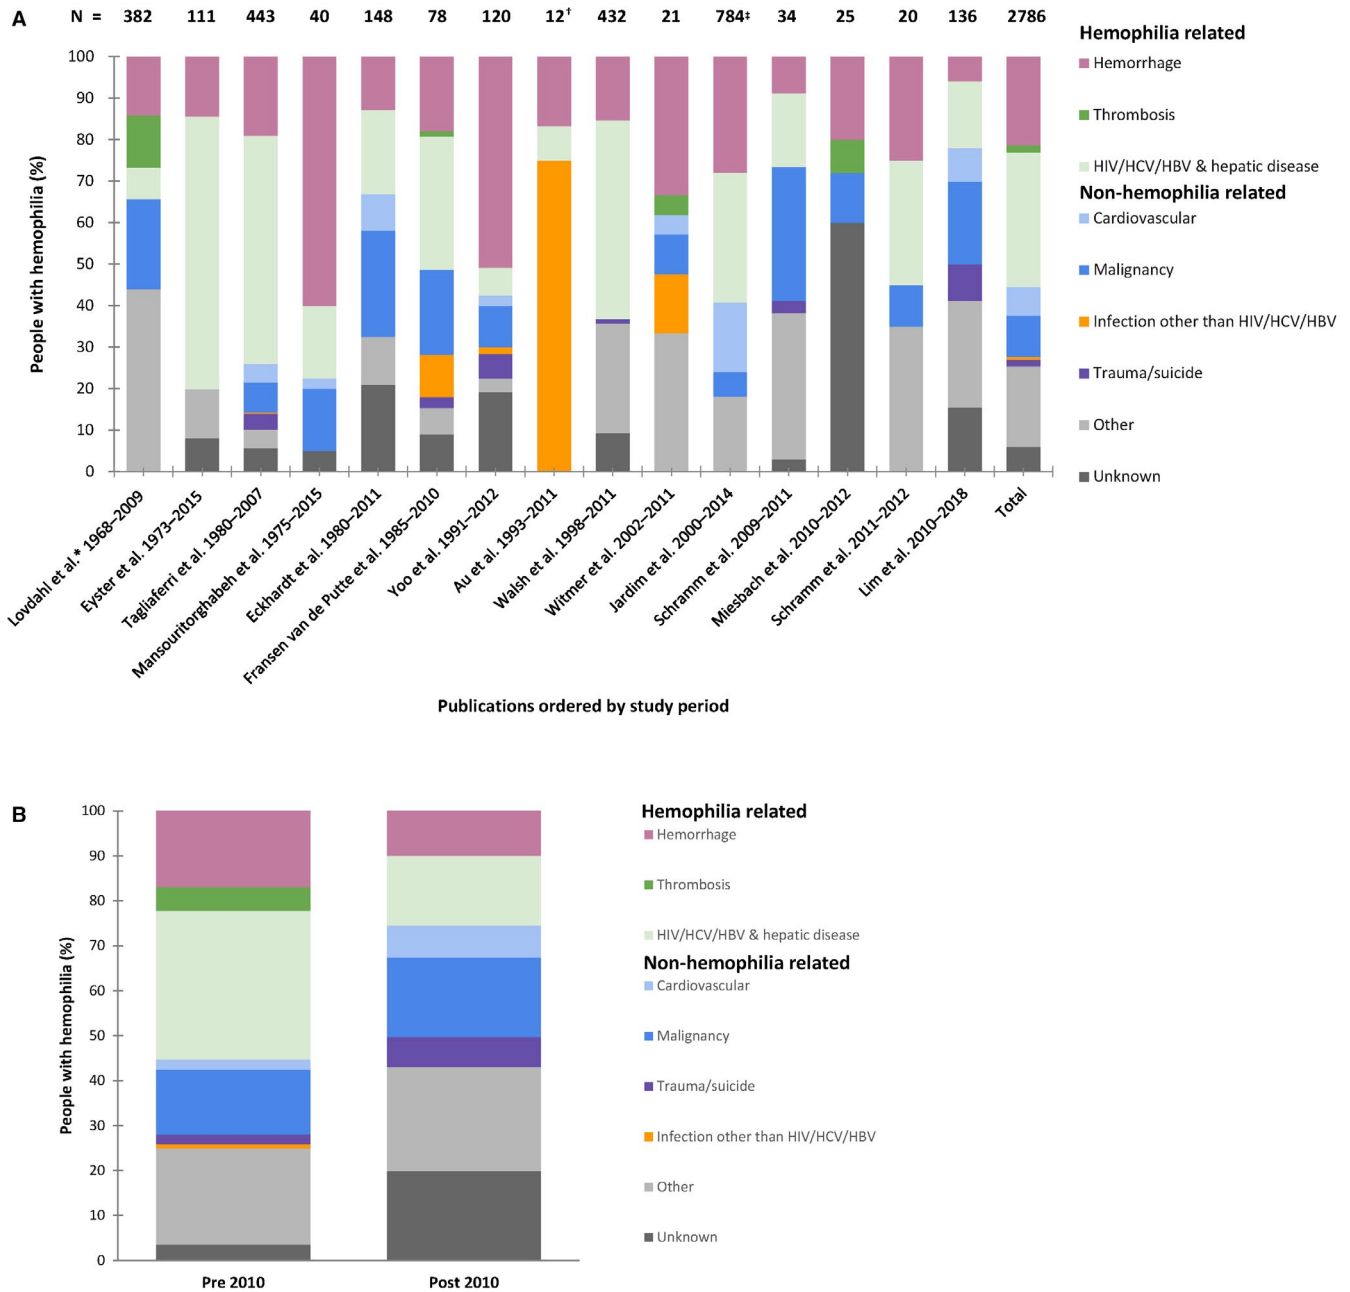 A
N = 382 111 443 40 148 78 120 12† 432 21 784‡ 34 25 20 136 2786
100
90
80
70
60
50
40
30
20
10
0
People with hemophilia (%)
Lovdahl et al.* 1968–2009
Eyster et al. 1973–2015
Tagliaferri et al. 1980–2007
Mansouritorghabeh et al. 1975–2015
Eckhardt et al. 1980–2011
Fransen van de Putte et al. 1985–2010
Yoo et al. 1991–2012
Au et al. 1993–2011
Walsh et al. 1998–2011
Witmer et al. 2002–2011
Jardim et al. 2000–2014
Schramm et al. 2009–2011
Miesbach et al. 2010–2012
Schramm et al. 2011–2012
Lim et al. 2010–2018
Total
Publications ordered by study period
Hemophilia related
Hemorrhage
Thrombosis
HIV/HCV/HBV & hepatic disease
Non-hemophilia related
Cardiovascular
Malignancy
Infection other than HIV/HCV/HBV
Trauma/suicide
Other
Unknown
B
100
90
80
70
60
50
40
30
20
10
0
People with hemophilia (%)
Pre 2010
Post 2010
Hemophilia related
Hemorrhage
Thrombosis
HIV/HCV/HBV & hepatic disease
Non-hemophilia related
Cardiovascular
Malignancy
Trauma/suicide
Infection other than HIV/HCV/HBV
Other
Unknown